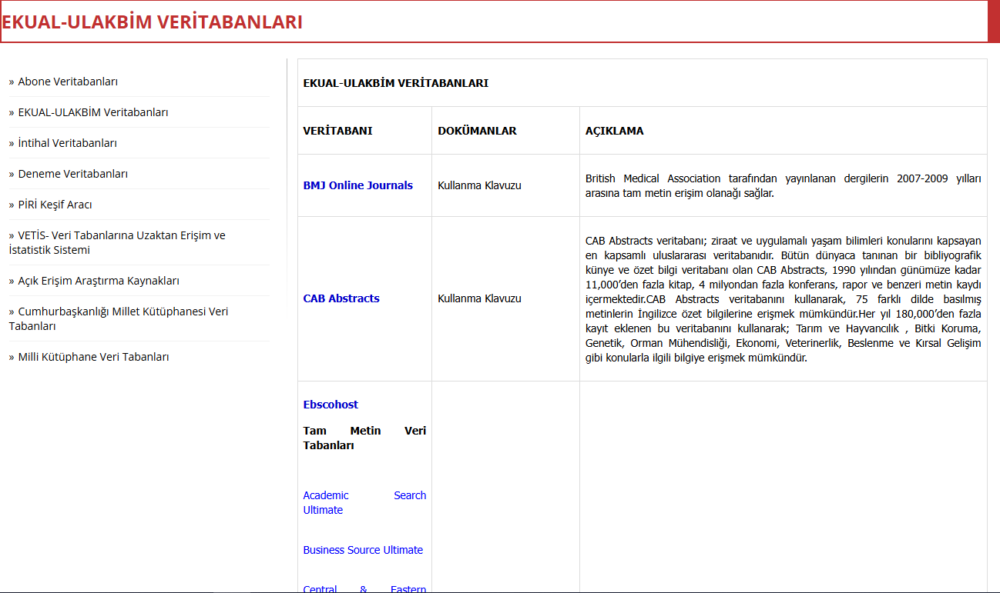 EKUAL-ULAKBİM VERİTABANLARI
» Abone Veritabanları
» EKUAL-ULAKBİM Veritabanları
» İntihal Veritabanları
» Deneme Veritabanları
» PİRİ Keşif Aracı
» VETİS- Veri Tabanlarına Uzaktan Erişim ve
İstatistik Sistemi
» Açık Erişim Araştırma Kaynakları
» Cumhurbaşkanlığı Millet Kütüphanesi Veri
Tabanları
» Milli Kütüphane Veri Tabanları
EKUAL-ULAKBİM VERİTABANLARI
VERİTABANI
DOKÜMANLAR
AÇIKLAMA
BMJ Online Journals
Kullanma Klavuzu
British Medical Association tarafından yayınlanan dergilerin 2007-2009 yılları
arasına tam metin erişim olanağı sağlar.
CAB Abstracts
Kullanma Klavuzu
CAB Abstracts veritabanı; ziraat ve uygulamalı yaşam bilimleri konularını kapsayan
en kapsamlı uluslararası veritabanıdır. Bütün dünyaca tanınan bir bibliyografik
künye ve özet bilgi veritabanı olan CAB Abstracts, 1990 yılından günümüze kadar
11,000’den fazla kitap, 4 milyondan fazla konferans, rapor ve benzeri metin kaydı
içermektedir.CAB Abstracts veritabanını kullanarak, 75 farklı dilde basılmış
metinlerin İngilizce özet bilgilerine erişmek mümkündür.Her yıl 180,000’den fazla
kayıt eklenen bu veritabanını kullanarak; Tarım ve Hayvancılık , Bitki Koruma,
Genetik, Orman Mühendisliği, Ekonomi, Veterinerlik, Beslenme ve Kırsal Gelişim
gibi konularla ilgili bilgiye erişmek mümkündür.
Ebscohost
Tam Metin Veri
Tabanları
Academic Search
Ultimate
Business Source Ultimate
Central & Eastern